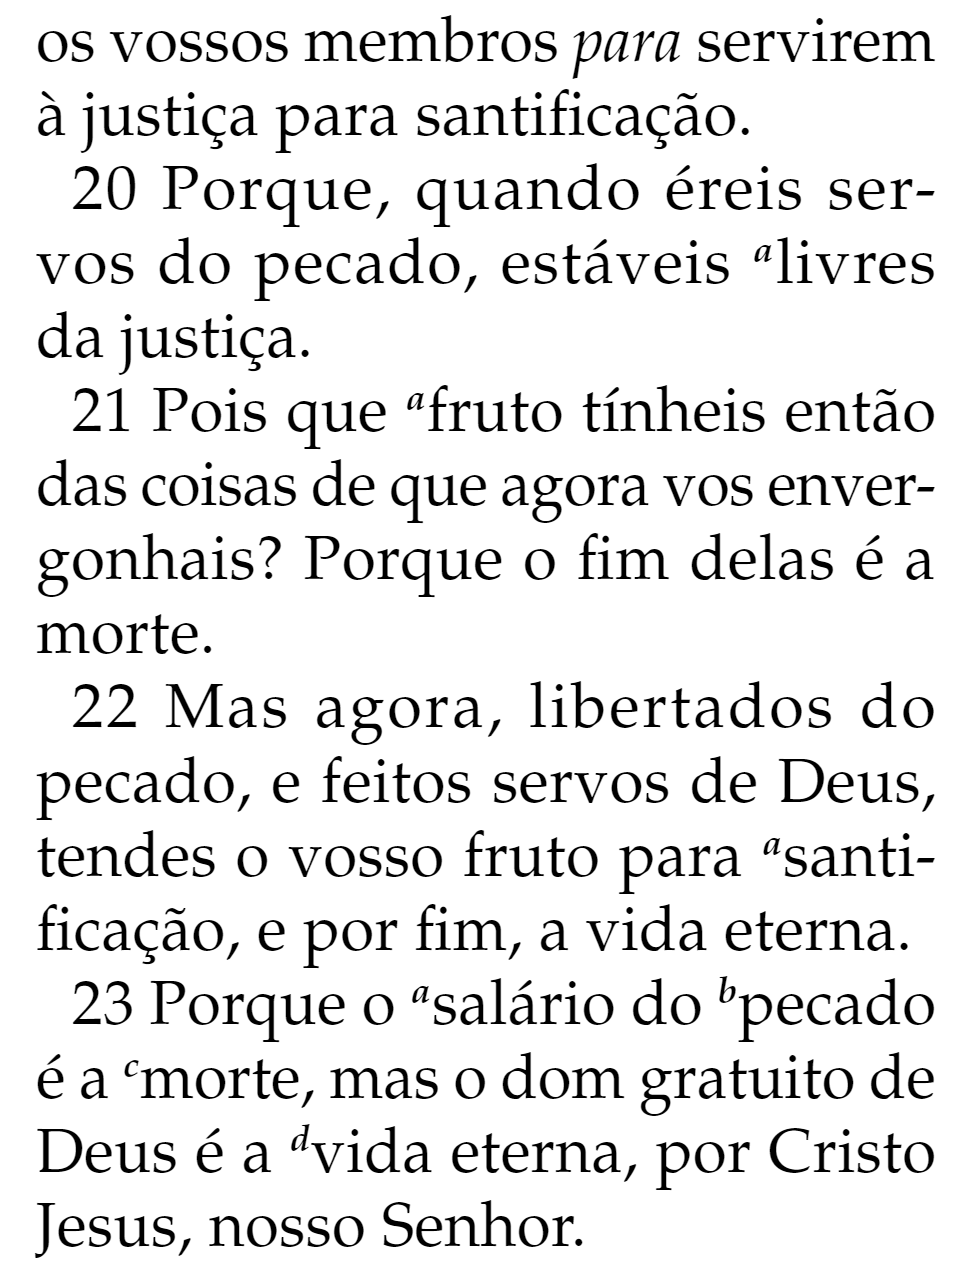 os vossos membros para servirem
à justiça para santificação.
20 Porque, quando éreis ser-
vos do pecado, estáveis ᵃlivres
da justiça.
21 Pois que ᵃfruto tínheis então
das coisas de que agora vos enver-
gonhais? Porque o fim delas é a
morte.
22 Mas agora, libertados do
pecado, e feitos servos de Deus,
tendes o vosso fruto para ᵃsanti-
ficação, e por fim, a vida eterna.
23 Porque o ᵃsalário do ᵇpecado
é a ᶜmorte, mas o dom gratuito de
Deus é a ᵈvida eterna, por Cristo
Jesus, nosso Senhor.